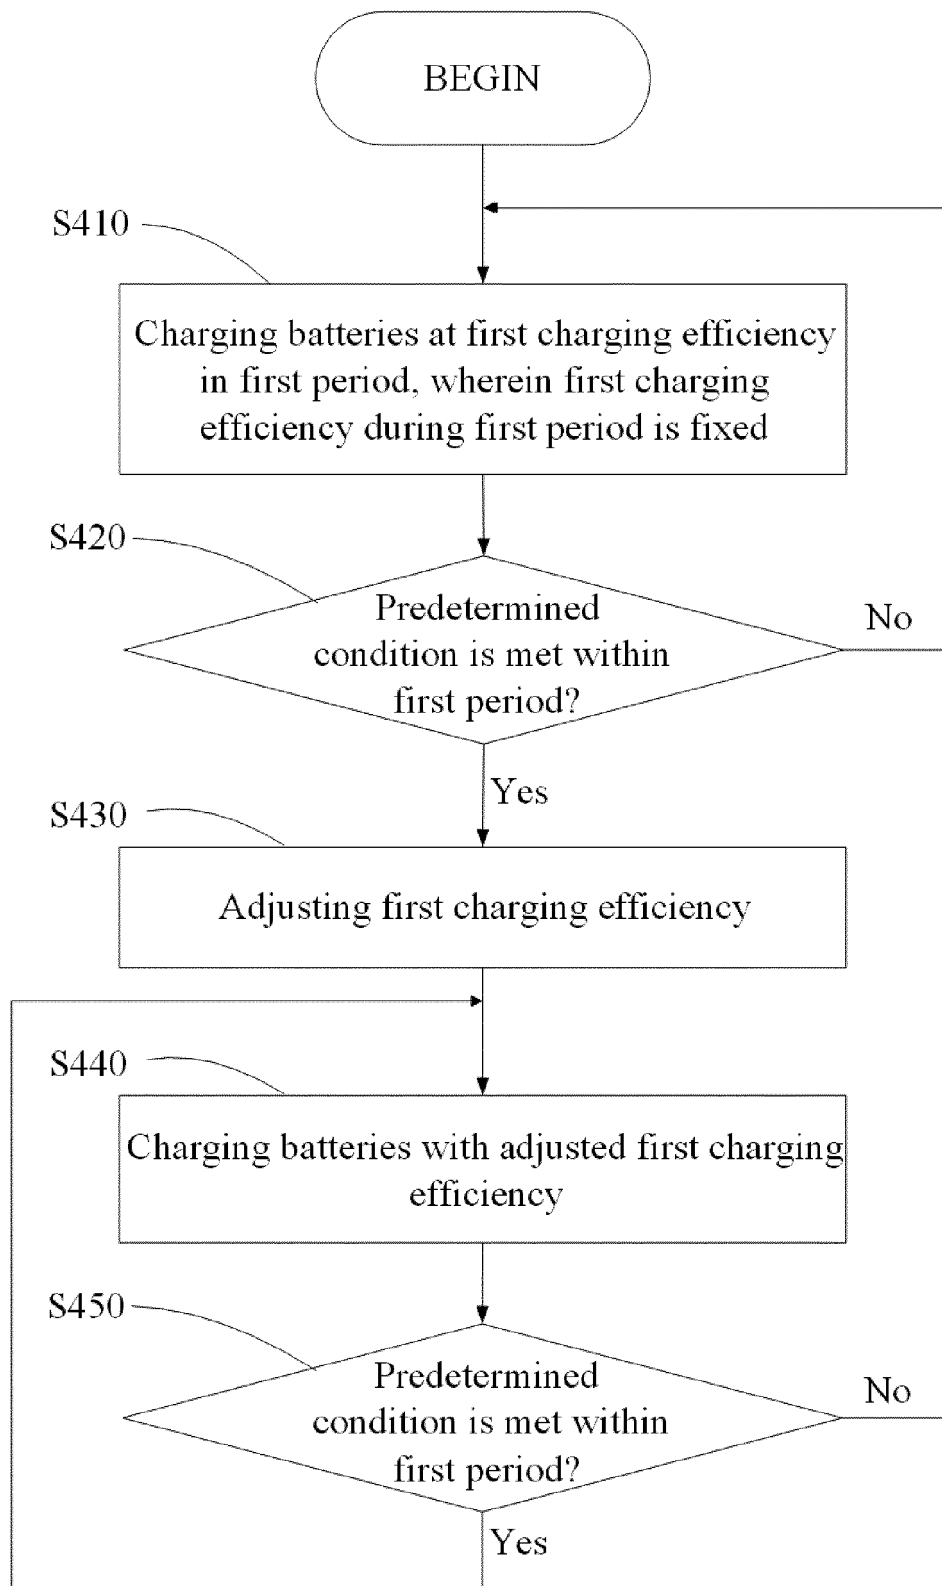 BEGIN
S410
Charging batteries at first charging efficiency
in first period, wherein first charging
efficiency during first period is fixed
S420
Predetermined
condition is met within
first period?
No
Yes
S430
Adjusting first charging efficiency
S440
Charging batteries with adjusted first charging
efficiency
S450
Predetermined
condition is met within
first period?
No
Yes